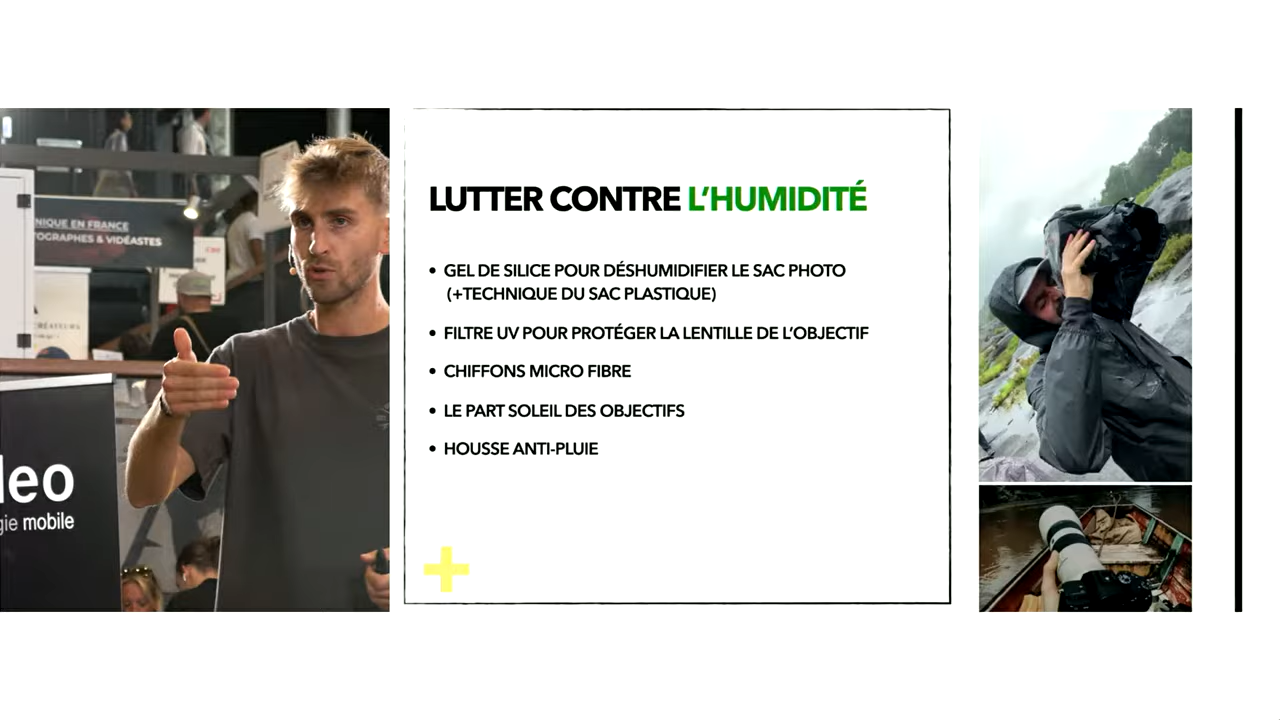 NIQUE EN FRANCE
TOGRAPHES & VIDÉASTES
leo
gie mobile
LUTTER CONTRE L’HUMIDITÉ
• GEL DE SILICE POUR DÉSHUMIDIFIER LE SAC PHOTO
(+TECHNIQUE DU SAC PLASTIQUE)
• FILTRE UV POUR PROTÉGER LA LENTILLE DE L’OBJECTIF
• CHIFFONS MICRO FIBRE
• LE PART SOLEIL DES OBJECTIFS
• HOUSSE ANTI-PLUIE